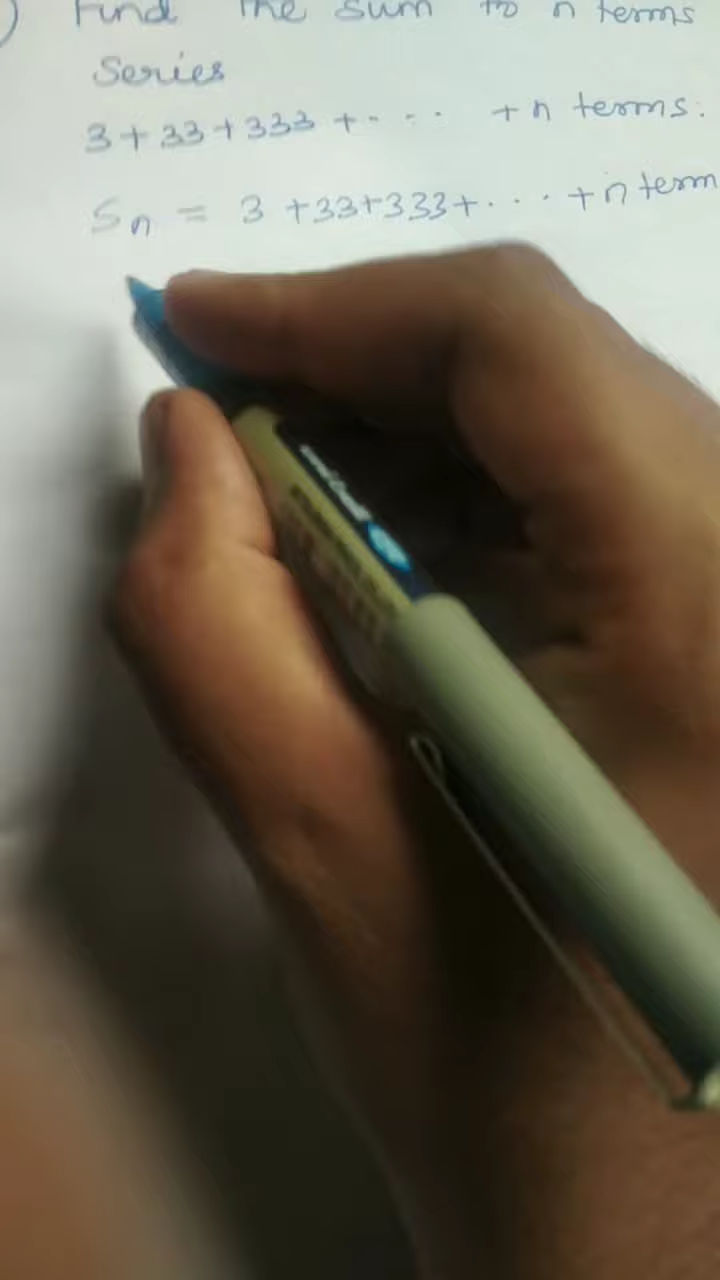 ) Find The sum to n terms
Series
3+33+333 +.... +n terms.
Sn = 3 +33+333+....+n term